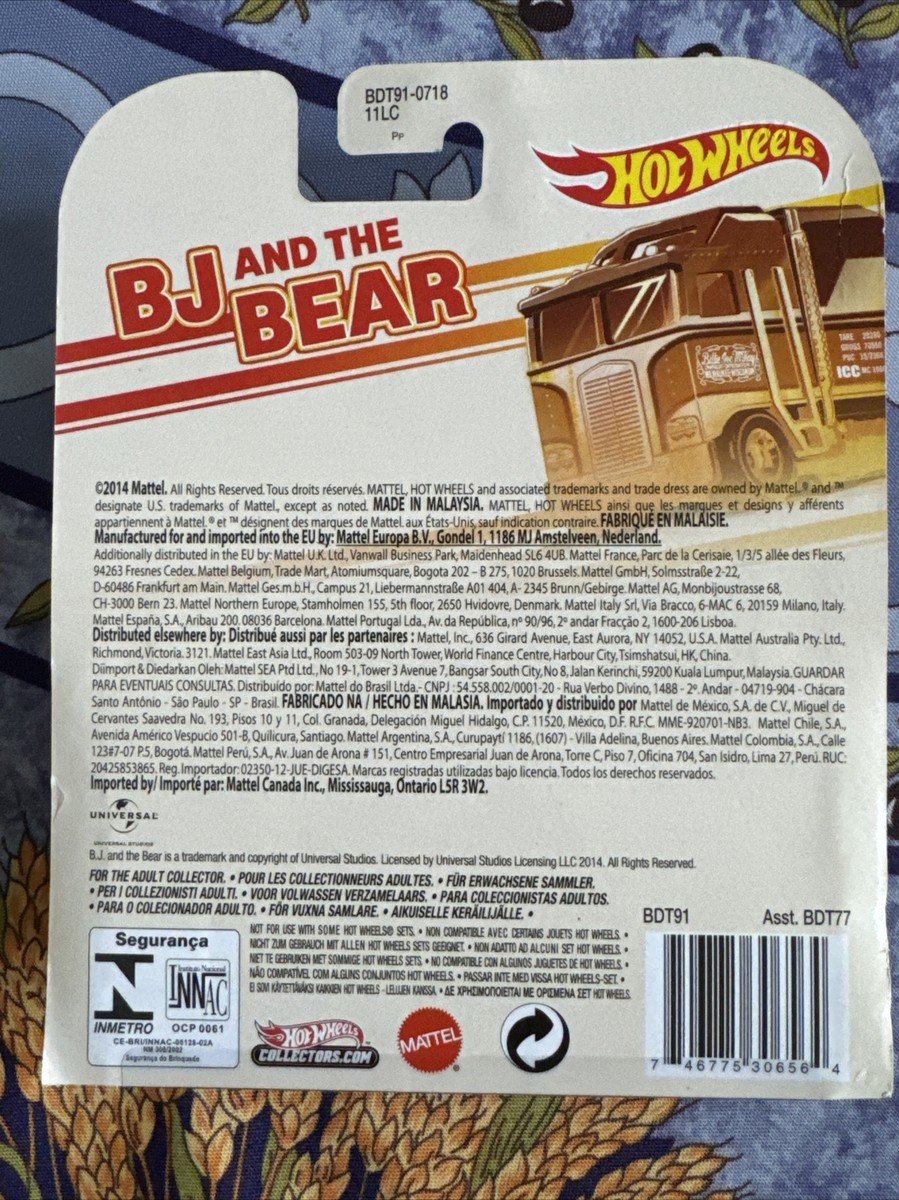 BDT91-0718
11LC
PP
HOT WHEELS
BJ AND THE
BEAR
TARE
GROSS
ICC
©2014 Mattel. All Rights Reserved. Tous droits réservés. MATTEL, HOT WHEELS and associated trademarks and trade dress are owned by Mattel. ® and ™
designate U.S. trademarks of Mattel, except as noted. MADE IN MALAYSIA. MATTEL, HOT WHEELS ainsi que les marques et designs y afférents
appartiennent à Mattel. ® et ™ désignent des marques de Mattel aux États-Unis, sauf indication contraire. FABRIQUÉ EN MALAISIE.
Manufactured for and imported into the EU by: Mattel Europa B.V., Gondel 1, 1186 MJ Amstelveen, Nederland.
Additionally distributed in the EU by: Mattel U.K. Ltd., Vanwall Business Park, Maidenhead SL6 4UB. Mattel France, Parc de la Cerisaie, 1/3/5 allée des Fleurs,
94263 Fresnes Cedex. Mattel Belgium, Trade Mart, Atomiumsquare, Bogota 202 – B 275, 1020 Brussels. Mattel GmbH, Solmsstraße 2-22,
D-60486 Frankfurt am Main. Mattel Ges.m.b.H., Campus 21, Liebermannstraße A01 404, A- 2345 Brunn/Gebirge. Mattel AG, Monbijoustrasse 68,
CH-3000 Bern 23. Mattel Northern Europe, Stamholmen 155, 5th floor, 2650 Hvidovre, Denmark. Mattel Italy Srl, Via Bracco, 6-MAC 6, 20159 Milano, Italy.
Mattel España, S.A., Aribau 200. 08036 Barcelona. Mattel Portugal Lda., Av. da República, nº 90/96, 2º andar Fracção 2, 1600-206 Lisboa.
Distributed elsewhere by: Distribué aussi par les partenaires : Mattel, Inc., 636 Girard Avenue, East Aurora, NY 14052, U.S.A. Mattel Australia Pty. Ltd.,
Richmond, Victoria. 3121. Mattel East Asia Ltd., Room 503-09 North Tower, World Finance Centre, Harbour City, Tsimshatsui, HK, China.
Diimport & Diedarkan Oleh: Mattel SEA Ptd Ltd., No 19-1, Tower 3 Avenue 7, Bangsar South City, No 8, Jalan Kerinchi, 59200 Kuala Lumpur, Malaysia. GUARDAR
PARA EVENTUAIS CONSULTAS. Distribuído por: Mattel do Brasil Ltda.- CNPJ : 54.558.002/0001-20 - Rua Verbo Divino, 1488 - 2º. Andar - 04719-904 - Chácara
Santo Antônio - São Paulo - SP - Brasil. FABRICADO NA / HECHO EN MALASIA. Importado y distribuido por Mattel de México, S.A. de C.V., Miguel de
Cervantes Saavedra No. 193, Pisos 10 y 11, Col. Granada, Delegación Miguel Hidalgo, C.P. 11520, México, D.F. R.F.C. MME-920701-NB3. Mattel Chile, S.A.,
Avenida Américo Vespucio 501-B, Quilicura, Santiago. Mattel Argentina, S.A., Curupaytí 1186, (1607) - Villa Adelina, Buenos Aires. Mattel Colombia, S.A., Calle
123#7-07 P.5, Bogotá. Mattel Perú, S.A., Av. Juan de Arona # 151, Centro Empresarial Juan de Arona, Torre C, Piso 7, Oficina 704, San Isidro, Lima 27, Perú. RUC:
20425853865. Reg. Importador: 02350-12-JUE-DIGESA. Marcas registradas utilizadas bajo licencia. Todos los derechos reservados.
Imported by/ Importé par: Mattel Canada Inc., Mississauga, Ontario L5R 3W2.
UNIVERSAL
UNIVERSAL STUDIOS
B.J. and the Bear is a trademark and copyright of Universal Studios. Licensed by Universal Studios Licensing LLC 2014. All Rights Reserved.
FOR THE ADULT COLLECTOR. • POUR LES COLLECTIONNEURS ADULTES. • FÜR ERWACHSENE SAMMLER.
• PER I COLLEZIONISTI ADULTI. • VOOR VOLWASSEN VERZAMELAARS. • PARA COLECCIONISTAS ADULTOS.
• PARA O COLECIONADOR ADULTO. • FÖR VUXNA SAMLARE. • AIKUISELLE KERÄILIJÄLLE. •
BDT91 Asst. BDT77
NOT FOR USE WITH SOME HOT WHEELS® SETS. • NON COMPATIBLE AVEC CERTAINS JOUETS HOT WHEELS. •
NICHT ZUM GEBRAUCH MIT ALLEN HOT WHEELS SETS GEEIGNET. • NON ADATTO AD ALCUNI SET HOT WHEELS. •
NIET TE GEBRUIKEN MET SOMMIGE HOT WHEELS SETS. • NO COMPATIBLE CON ALGUNOS JUGUETES DE HOT WHEELS. •
NÃO COMPATÍVEL COM ALGUNS CONJUNTOS HOT WHEELS. • PASSAR INTE MED VISSA HOT WHEELS-SET. •
EI SOVI KÄYTETTÄVÄKSI KAIKKIEN HOT WHEELS - LELUJEN KANSSA. • ΔΕ ΧΡΗΣΙΜΟΠΟΙΕΙΤΑΙ ΜΕ ΟΡΙΣΜΕΝΑ ΣΕΤ HOT WHEELS.
Segurança
Instituto Nacional
INNAC
INMETRO OCP 0061
CE-BRI/INNAC-00128-02A
NM 300/2002
Segurança do Brinquedo
HOT WHEELS
COLLECTORS.COM
MATTEL
7 46775 30656 4